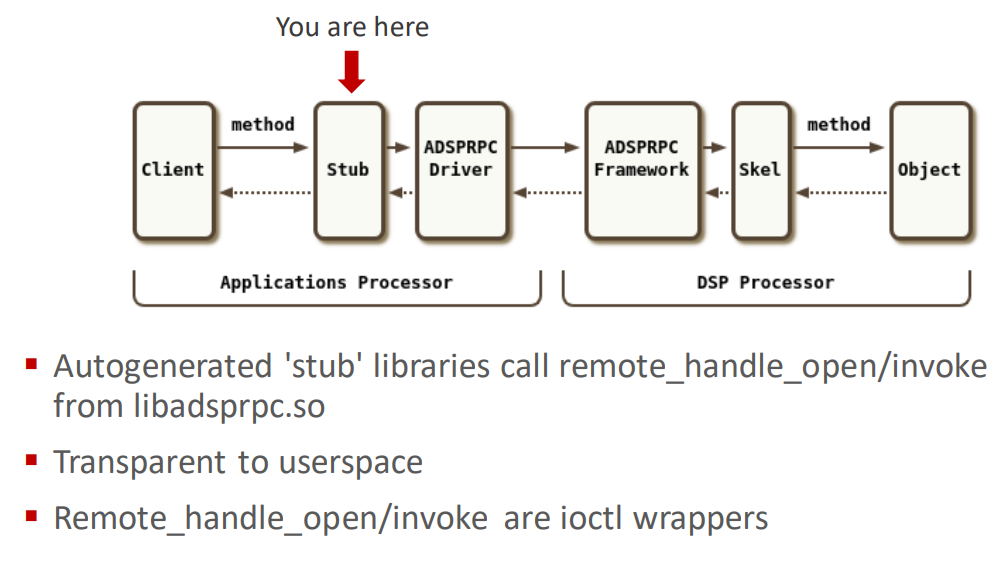 You are here
method
method
Client
Stub
ADSPRPC
Driver
ADSPRPC
Framework
Skel
Object
Applications Processor
DSP Processor
Autogenerated 'stub' libraries call remote_handle_open/invoke
from libadsprpc.so
Transparent to userspace
Remote_handle_open/invoke are ioctl wrappers